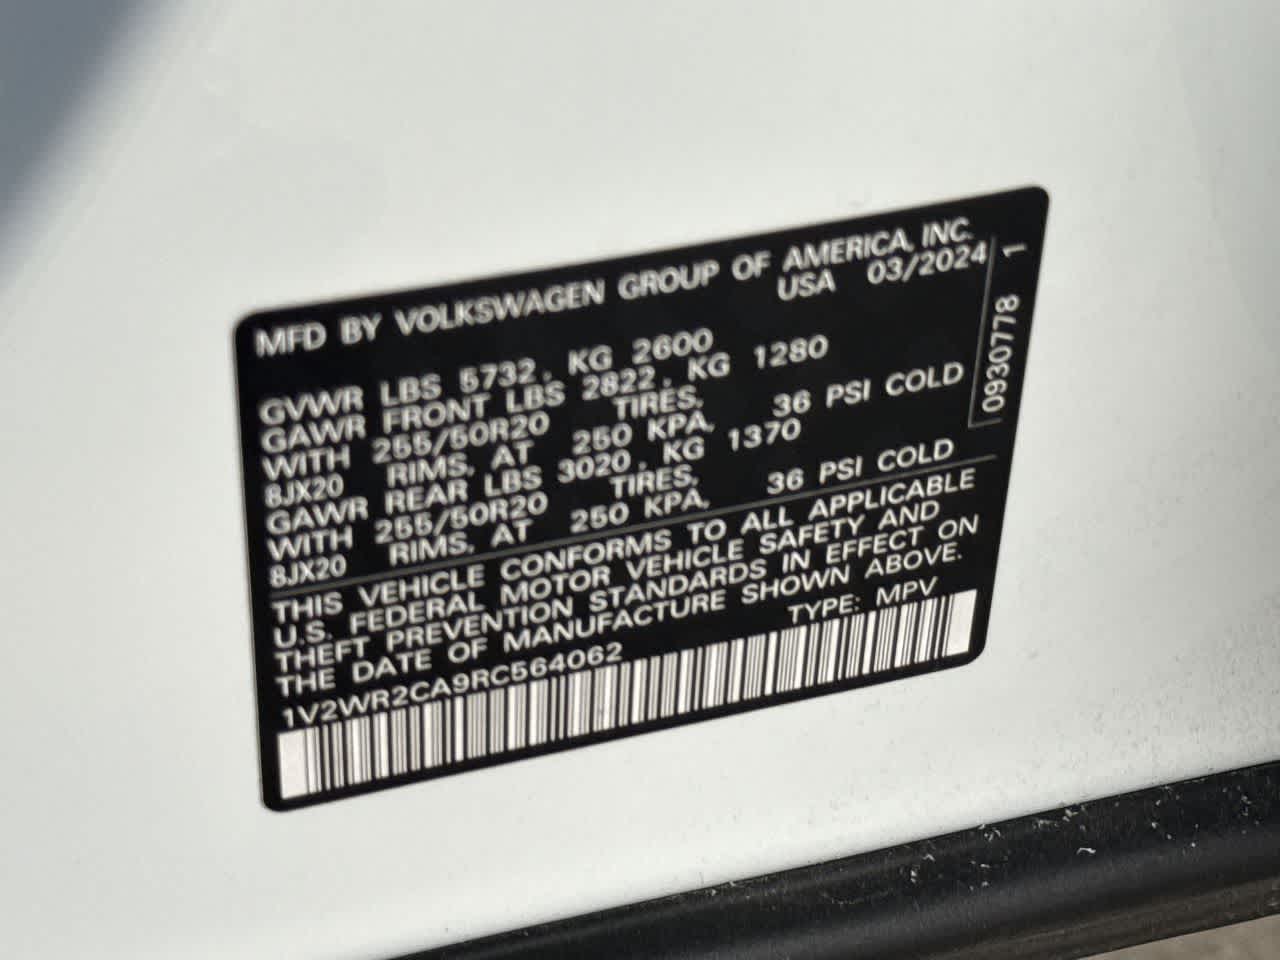 MFD BY VOLKSWAGEN GROUP OF AMERICA, INC.
USA 03/2024
GVWR LBS 5732, KG 2600
GAWR FRONT LBS 2822, KG 1280
WITH 255/50R20 TIRES,
8JX20 RIMS, AT 250 KPA, 36 PSI COLD
GAWR REAR LBS 3020, KG 1370
WITH 255/50R20 TIRES,
8JX20 RIMS, AT 250 KPA, 36 PSI COLD
THIS VEHICLE CONFORMS TO ALL APPLICABLE
U.S. FEDERAL MOTOR VEHICLE SAFETY AND
THEFT PREVENTION STANDARDS IN EFFECT ON
THE DATE OF MANUFACTURE SHOWN ABOVE.
TYPE: MPV
1V2WR2CA9RC564062
0930778 1